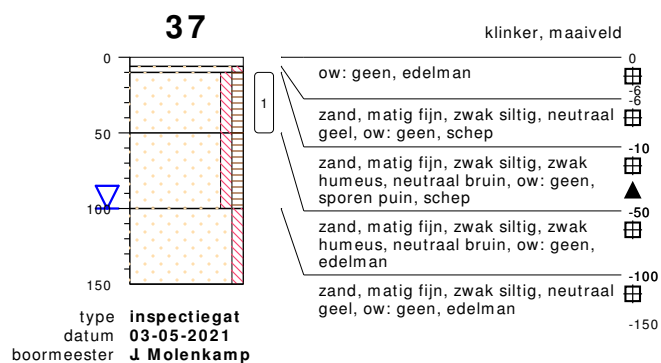 37
klinker, maaiveld
0
50
100
150
1
0
ow: geen, edelman
-6
-6
zand, matig fijn, zwak siltig, neutraal
geel, ow: geen, schep
-10
zand, matig fijn, zwak siltig, zwak
humeus, neutraal bruin, ow: geen,
sporen puin, schep
-50
zand, matig fijn, zwak siltig, zwak
humeus, neutraal bruin, ow: geen,
edelman
-100
zand, matig fijn, zwak siltig, neutraal
geel, ow: geen, edelman
-150
type inspectiegat
datum 03-05-2021
boormeester J. Molenkamp